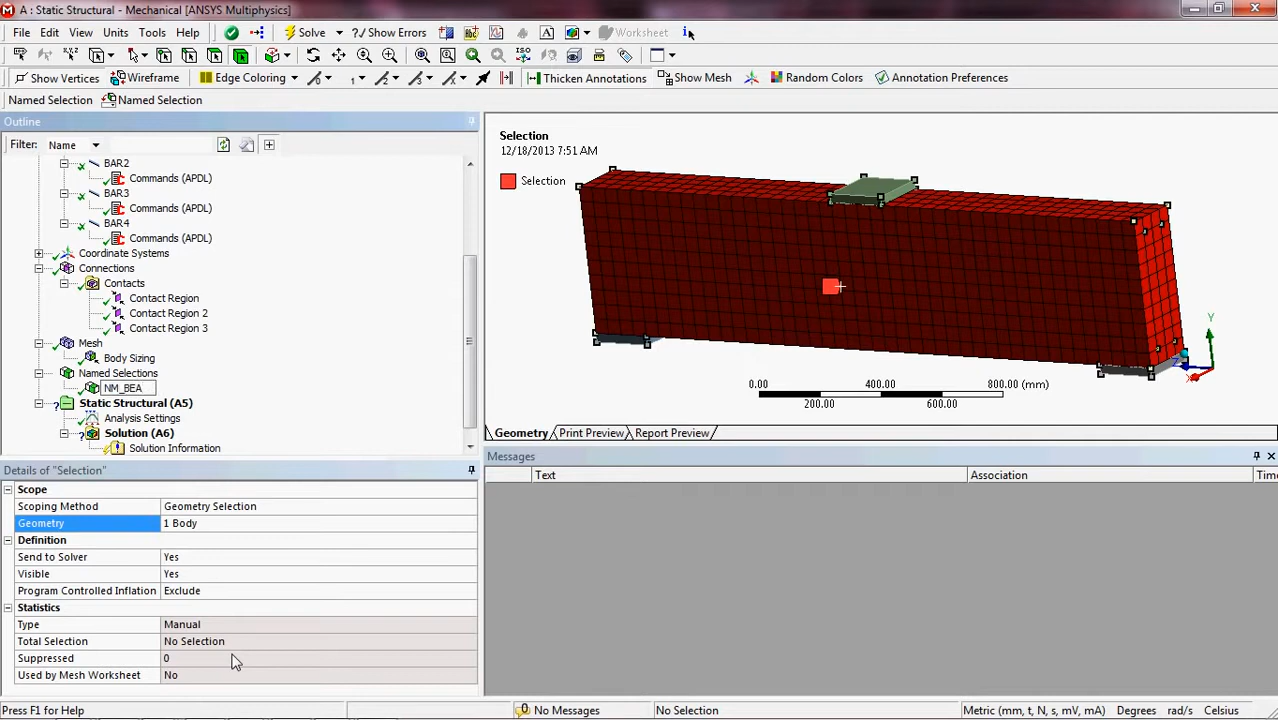 A : Static Structural - Mechanical [ANSYS Multiphysics]
File Edit View Units Tools Help Solve Show Errors Worksheet
Show Vertices Wireframe Edge Coloring Thicken Annotations Show Mesh Random Colors Annotation Preferences
Named Selection Named Selection
Outline
Filter: Name
BAR2
Commands (APDL)
BAR3
Commands (APDL)
BAR4
Commands (APDL)
Coordinate Systems
Connections
Contacts
Contact Region
Contact Region 2
Contact Region 3
Mesh
Body Sizing
Named Selections
NM_BEA
Static Structural (A5)
Analysis Settings
Solution (A6)
Solution Information
Selection
12/18/2013 7:51 AM
Selection
Y
Z
X
0.00 400.00 800.00 (mm)
200.00 600.00
Geometry Print Preview Report Preview
Details of "Selection"
Scope
Scoping Method Geometry Selection
Geometry 1 Body
Definition
Send to Solver Yes
Visible Yes
Program Controlled Inflation Exclude
Statistics
Type Manual
Total Selection No Selection
Suppressed 0
Used by Mesh Worksheet No
Messages
Text Association Time
Press F1 for Help No Messages No Selection Metric (mm, t, N, s, mV, mA) Degrees rad/s Celsius